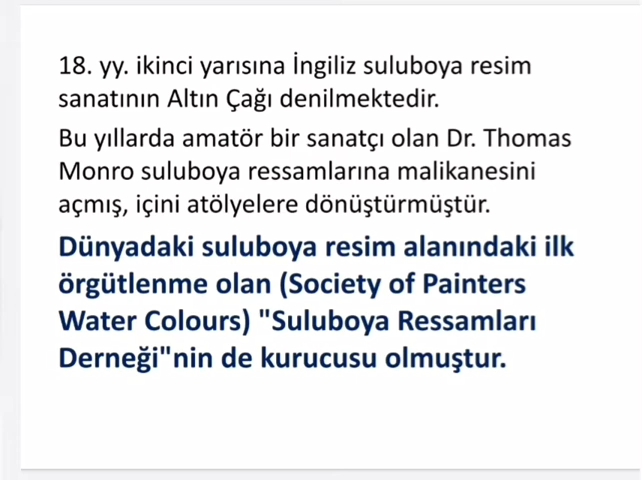 18. yy. ikinci yarısına İngiliz suluboya resim
sanatının Altın Çağı denilmektedir.
Bu yıllarda amatör bir sanatçı olan Dr. Thomas
Monro suluboya ressamlarına malikanesini
açmış, içini atölyelere dönüştürmüştür.
Dünyadaki suluboya resim alanındaki ilk
örgütlenme olan (Society of Painters
Water Colours) "Suluboya Ressamları
Derneği"nin de kurucusu olmuştur.